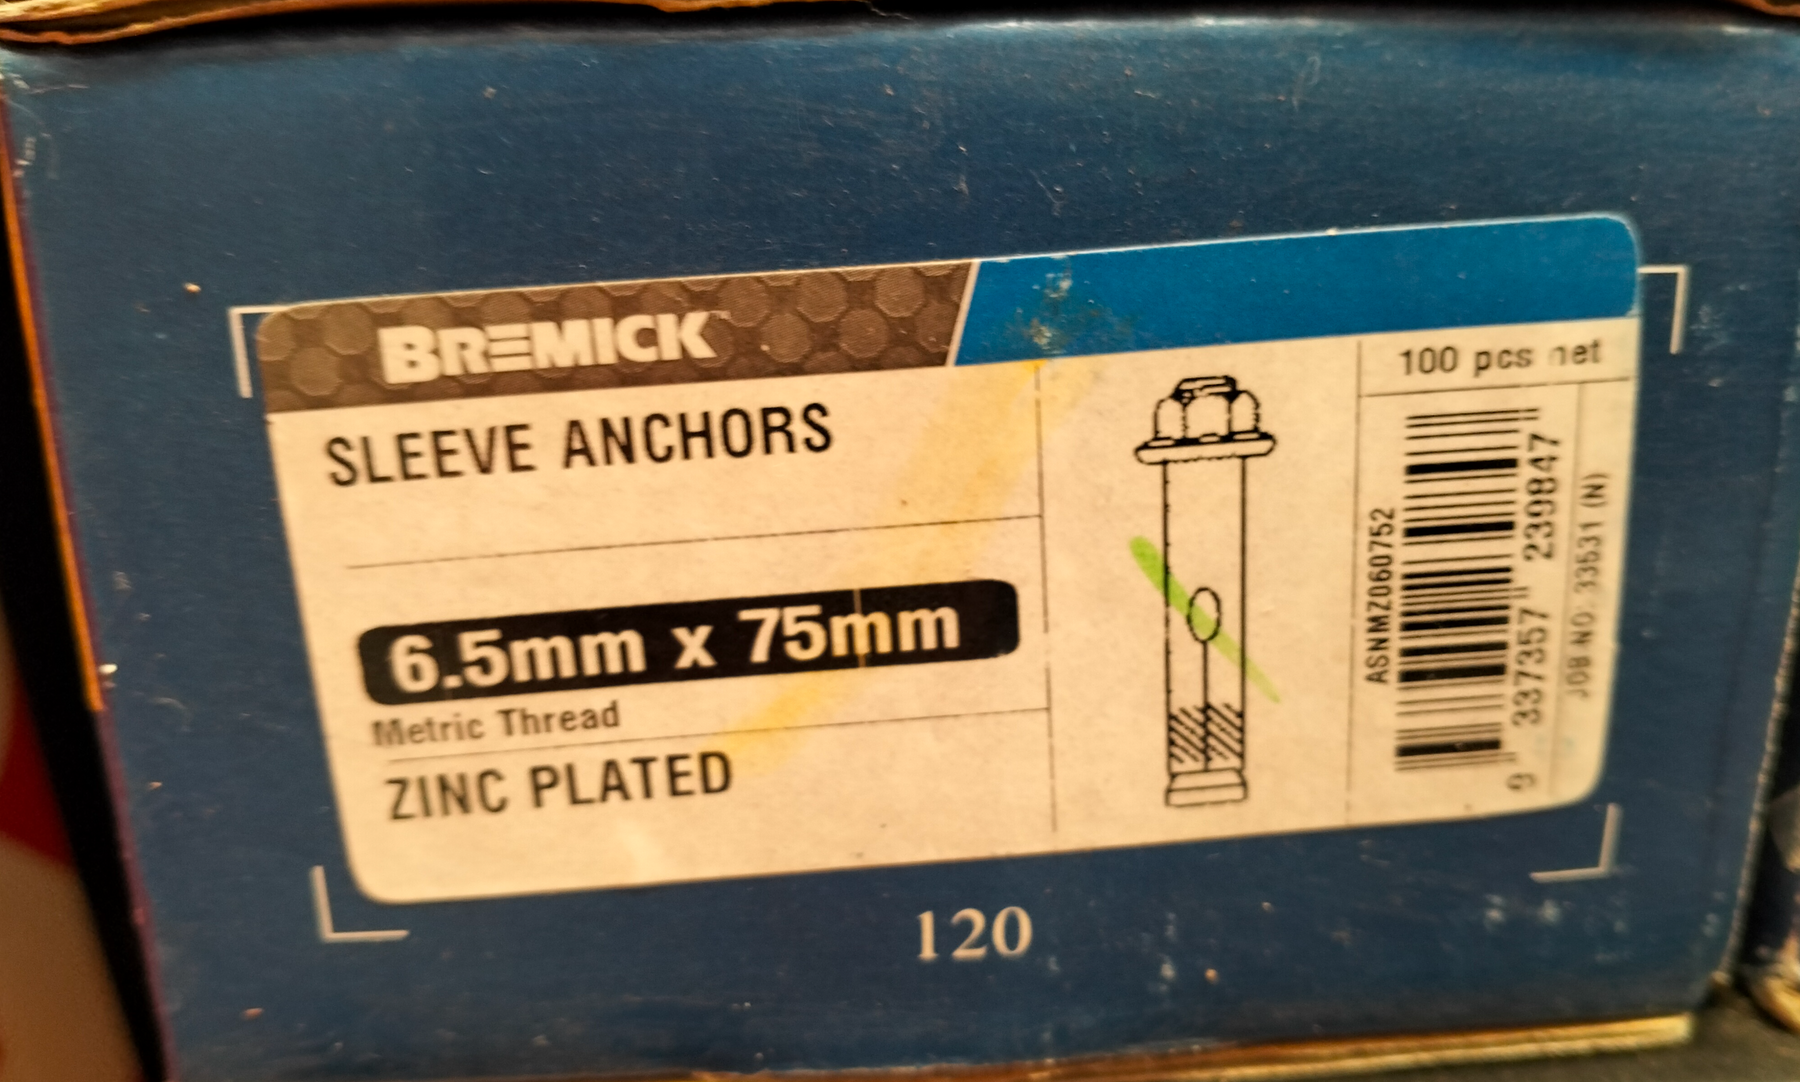 BREMICK™
SLEEVE ANCHORS
6.5mm x 75mm
Metric Thread
ZINC PLATED
100 pcs net
ASNMZ060752
9 337357 239847
JOB NO: 33531 (N)
120